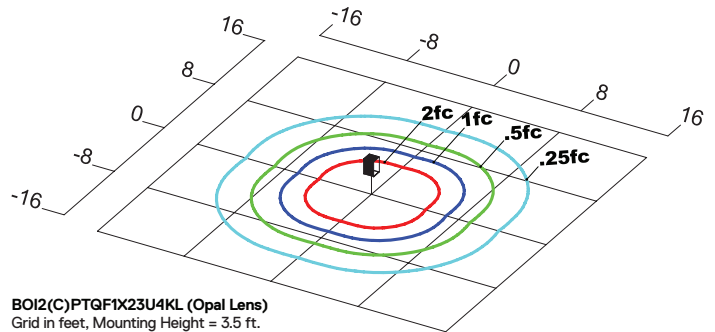 -16
-8
0
8
16
16
8
0
-8
-16
2fc
1fc
.5fc
.25fc
BOI2(C)PTQF1X23U4KL (Opal Lens)
Grid in feet, Mounting Height = 3.5 ft.